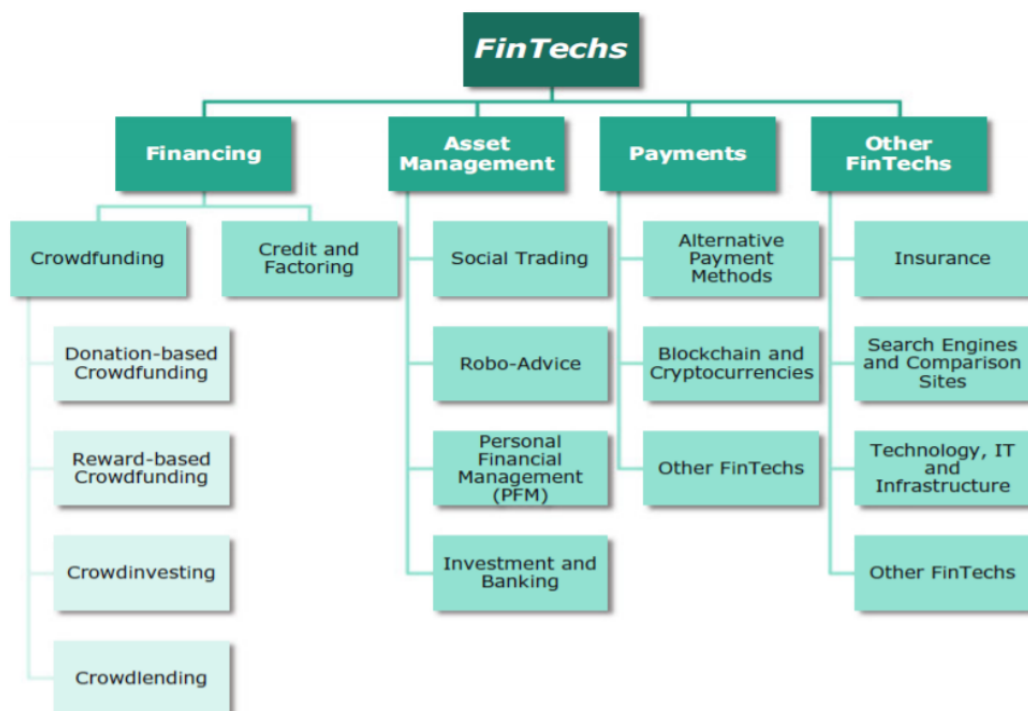 FinTechs
Financing
Asset
Management
Payments
Other
FinTechs
Crowdfunding
Credit and
Factoring
Social Trading
Alternative
Payment
Methods
Insurance
Donation-based
Crowdfunding
Robo-Advice
Blockchain and
Cryptocurrencies
Search Engines
and Comparison
Sites
Reward-based
Crowdfunding
Personal
Financial
Management
(PFM)
Other FinTechs
Technology, IT
and
Infrastructure
Crowdinvesting
Investment and
Banking
Other FinTechs
Crowdlending